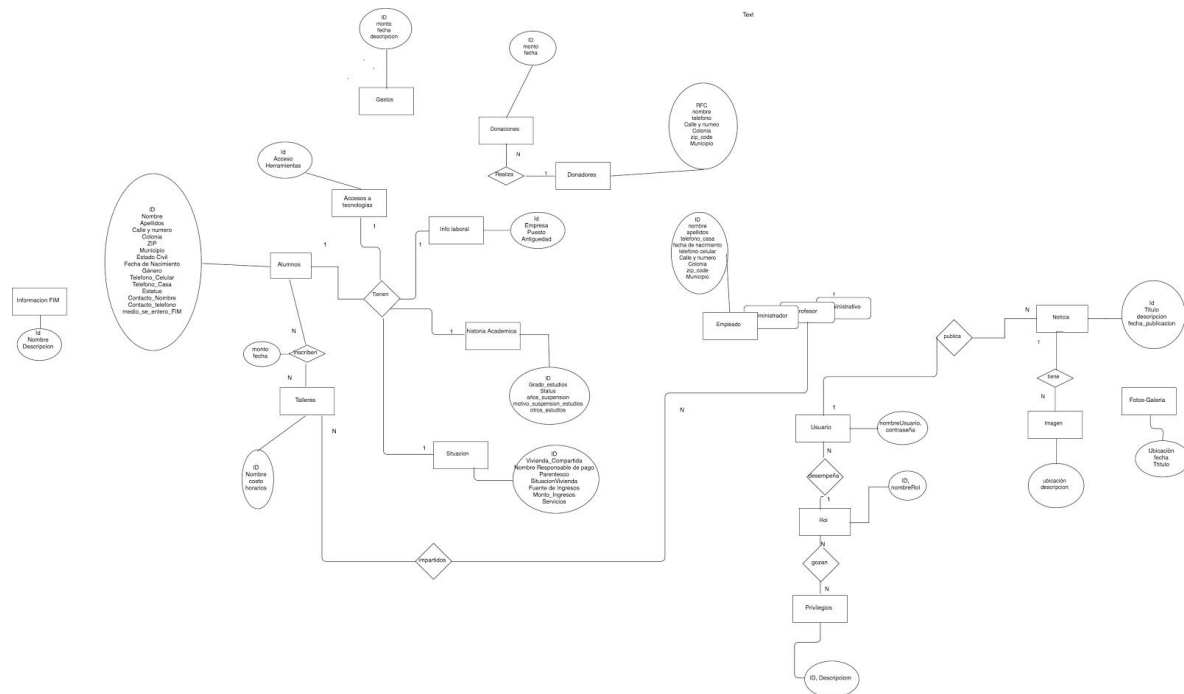 Text
ID
monto
fecha
descripcion
Gastos
ID
monto
fecha
Donaciones
N
Realiza
1
Donadores
RFC
nombre
telefono
Calle y numeo
Colonia
zip_code
Municipio
Id
Acceso
Herramientas
Accesos a
tecnologias
1
Info laboral
1
Id
Empresa
Puesto
Antiguedad
ID
Nombre
Apellidos
Calle y numero
Colonia
ZIP
Municipio
Estado Civil
Fecha de Nacimiento
Género
Telefono_Celular
Telefono_Casa
Estatus
Contacto_Nombre
Contacto_telefono
medio_se_entero_FIM
Alumnos
1
Tienen
Informacion FIM
Id
Nombre
Descripcion
N
Inscriben
monto
fecha
N
Talleres
N
ID
Nombre
costo
horarios
1
historia Academica
ID
Grado_estudios
Status
años_suspension
motivo_suspension_estudios
otros_estudios
1
Situacion
ID
Vivienda_Compartida
Nombre Responsable de pago
Parentesco
SituscionVivienda
Fuente de Ingresos
Monto_Ingresos
Servicios
impartidos
N
ID
nombre
apellidos
telefono_casa
fecha de nacimiento
telefono celular
Calle y numero
Colonia
zip_code
Municipio
Empleado
ministrador
rofesor
1
ministrativo
publica
N
Noticia
Id
Titulo
descripcion
fecha_publicacion
1
tiene
N
Imagen
ubicación
descripcion
Fotos-Galeria
Ubicación
fecha
Ttitulo
1
Usuario
nombreUsuario,
contraseña
N
desempeña
1
Rol
ID,
nombreRol
N
gozan
N
Privilegios
ID, Descripciom